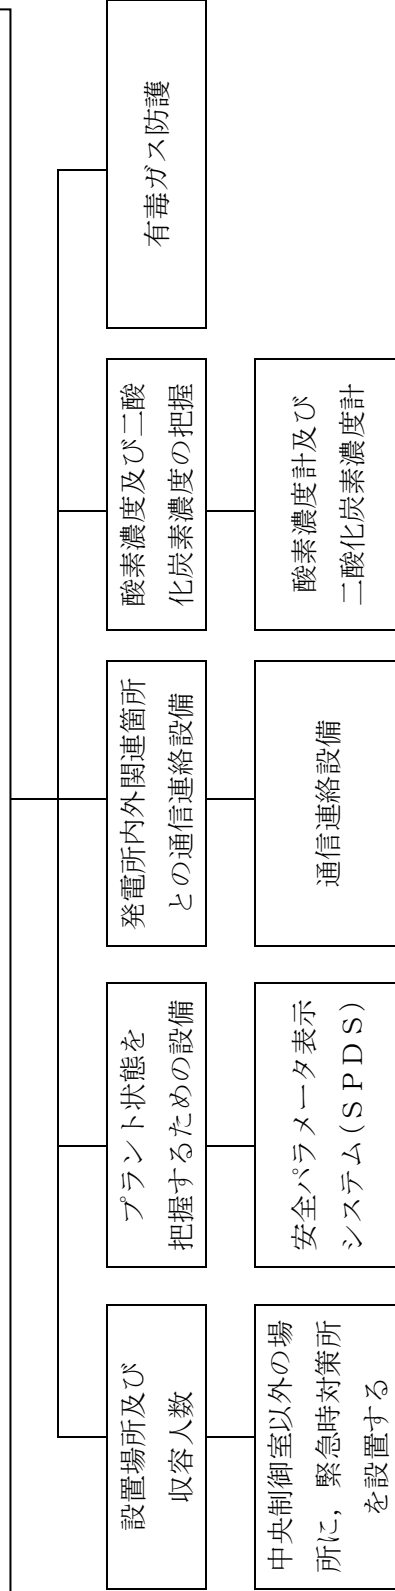 設置場所及び
収容人数
プラント状態を
把握するための設備
発電所内外関連箇所
との通信連絡設備
酸素濃度及び二酸
化炭素濃度の把握
有毒ガス防護
中央制御室以外の場
所に，緊急時対策所
を設置する
安全パラメータ表示
システム(ＳＰＤＳ)
通信連絡設備
酸素濃度計及び
二酸化炭素濃度計